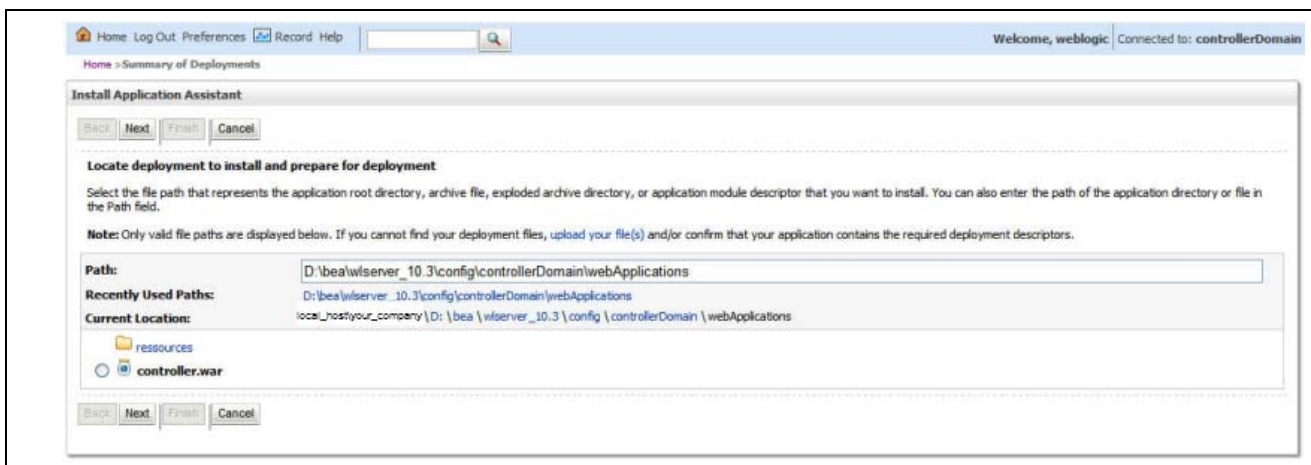 Home Log Out Preferences Record Help
Welcome, weblogic Connected to: controllerDomain
Home >Summary of Deployments
Install Application Assistant
Back Next Finish Cancel
Locate deployment to install and prepare for deployment
Select the file path that represents the application root directory, archive file, exploded archive directory, or application module descriptor that you want to install. You can also enter the path of the application directory or file in
the Path field.
Note: Only valid file paths are displayed below. If you cannot find your deployment files, upload your file(s) and/or confirm that your application contains the required deployment descriptors.
Path: D:\bea\wlserver_10.3\config\controllerDomain\webApplications
Recently Used Paths: D:\bea\wlserver_10.3\config\controllerDomain\webApplications
Current Location: local_host\your_company \ D: \ bea \ wlserver_10.3 \ config \ controllerDomain \ webApplications
ressources
controller.war
Back Next Finish Cancel